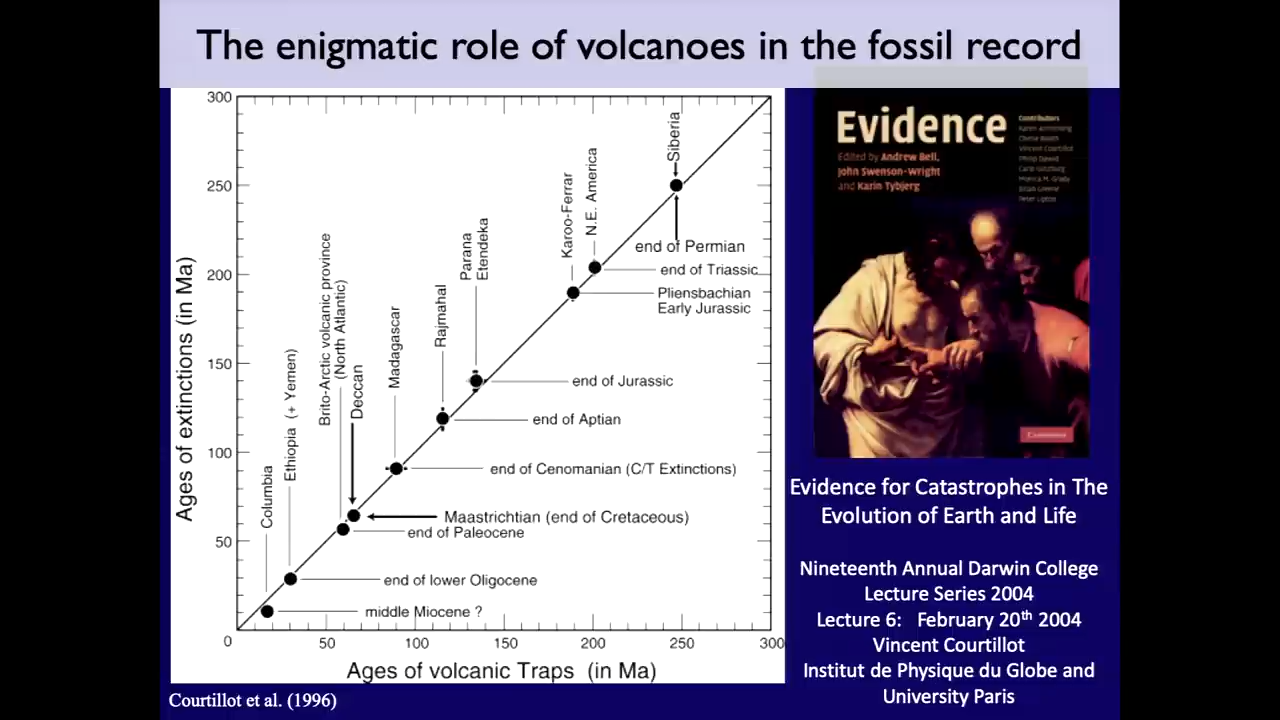 The enigmatic role of volcanoes in the fossil record
300
250
200
150
100
50
0
50
100
150
200
250
300
Ages of extinctions (in Ma)
Ages of volcanic Traps (in Ma)
Columbia
Ethiopia (+ Yemen)
Brito-Arctic volcanic province
(North Atlantic)
Deccan
Madagascar
Rajmahal
Parana
Etendeka
Karoo-Ferrar
N.E. America
Siberia
end of Permian
end of Triassic
Pliensbachian
Early Jurassic
end of Jurassic
end of Aptian
end of Cenomanian (C/T Extinctions)
Maastrichtian (end of Cretaceous)
end of Paleocene
end of lower Oligocene
middle Miocene ?
Courtillot et al. (1996)
Evidence
Edited by Andrew Bell,
John Swenson-Wright
and Karin Tybjerg
Contributors
Vincent Courtillot
Evidence for Catastrophes in The
Evolution of Earth and Life
Nineteenth Annual Darwin College
Lecture Series 2004
Lecture 6: February 20th 2004
Vincent Courtillot
Institut de Physique du Globe and
University Paris